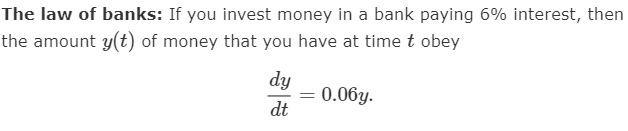 The law of banks: If you invest money in a bank paying 6% interest, then
the amount y(t) of money that you have at time t obey
dy/dt = 0.06y.